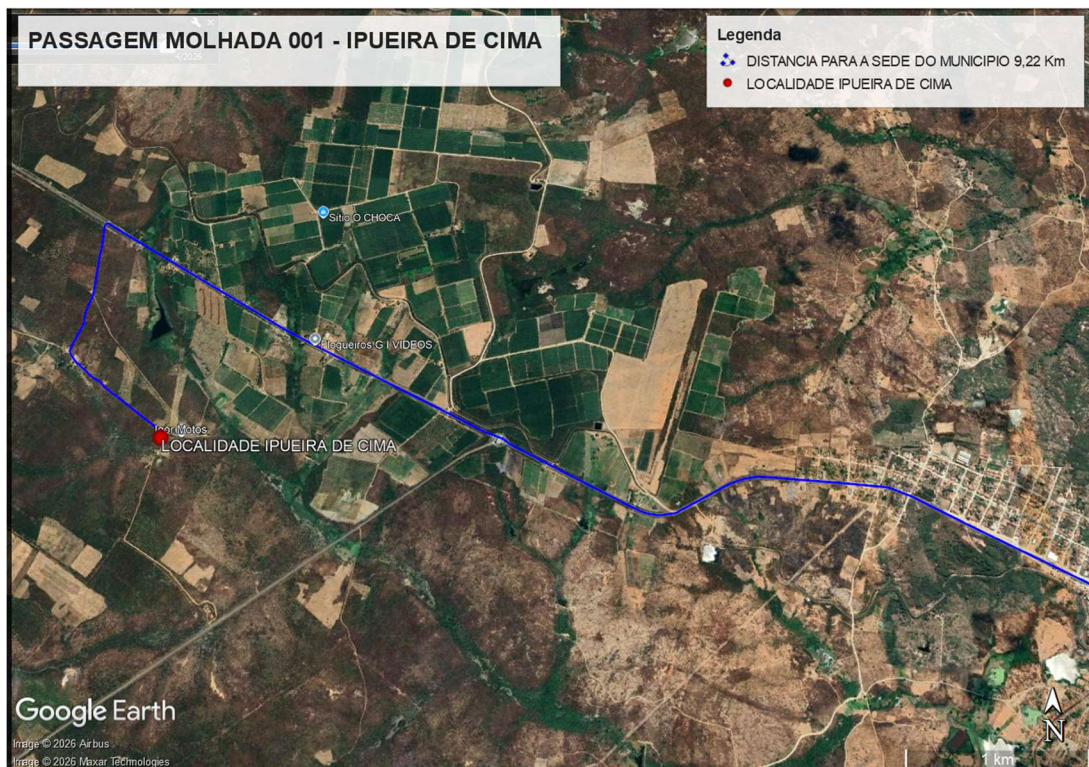 PASSAGEM MOLHADA 001 - IPUEIRA DE CIMA
Legenda
DISTANCIA PARA A SEDE DO MUNICIPIO 9,22 Km
LOCALIDADE IPUEIRA DE CIMA
Sítio O CHOCA
G I VIDEOS
Motos
LOCALIDADE IPUEIRA DE CIMA
Google Earth
Image © 2026 Airbus
Image © 2026 Maxar Technologies
N
1 km